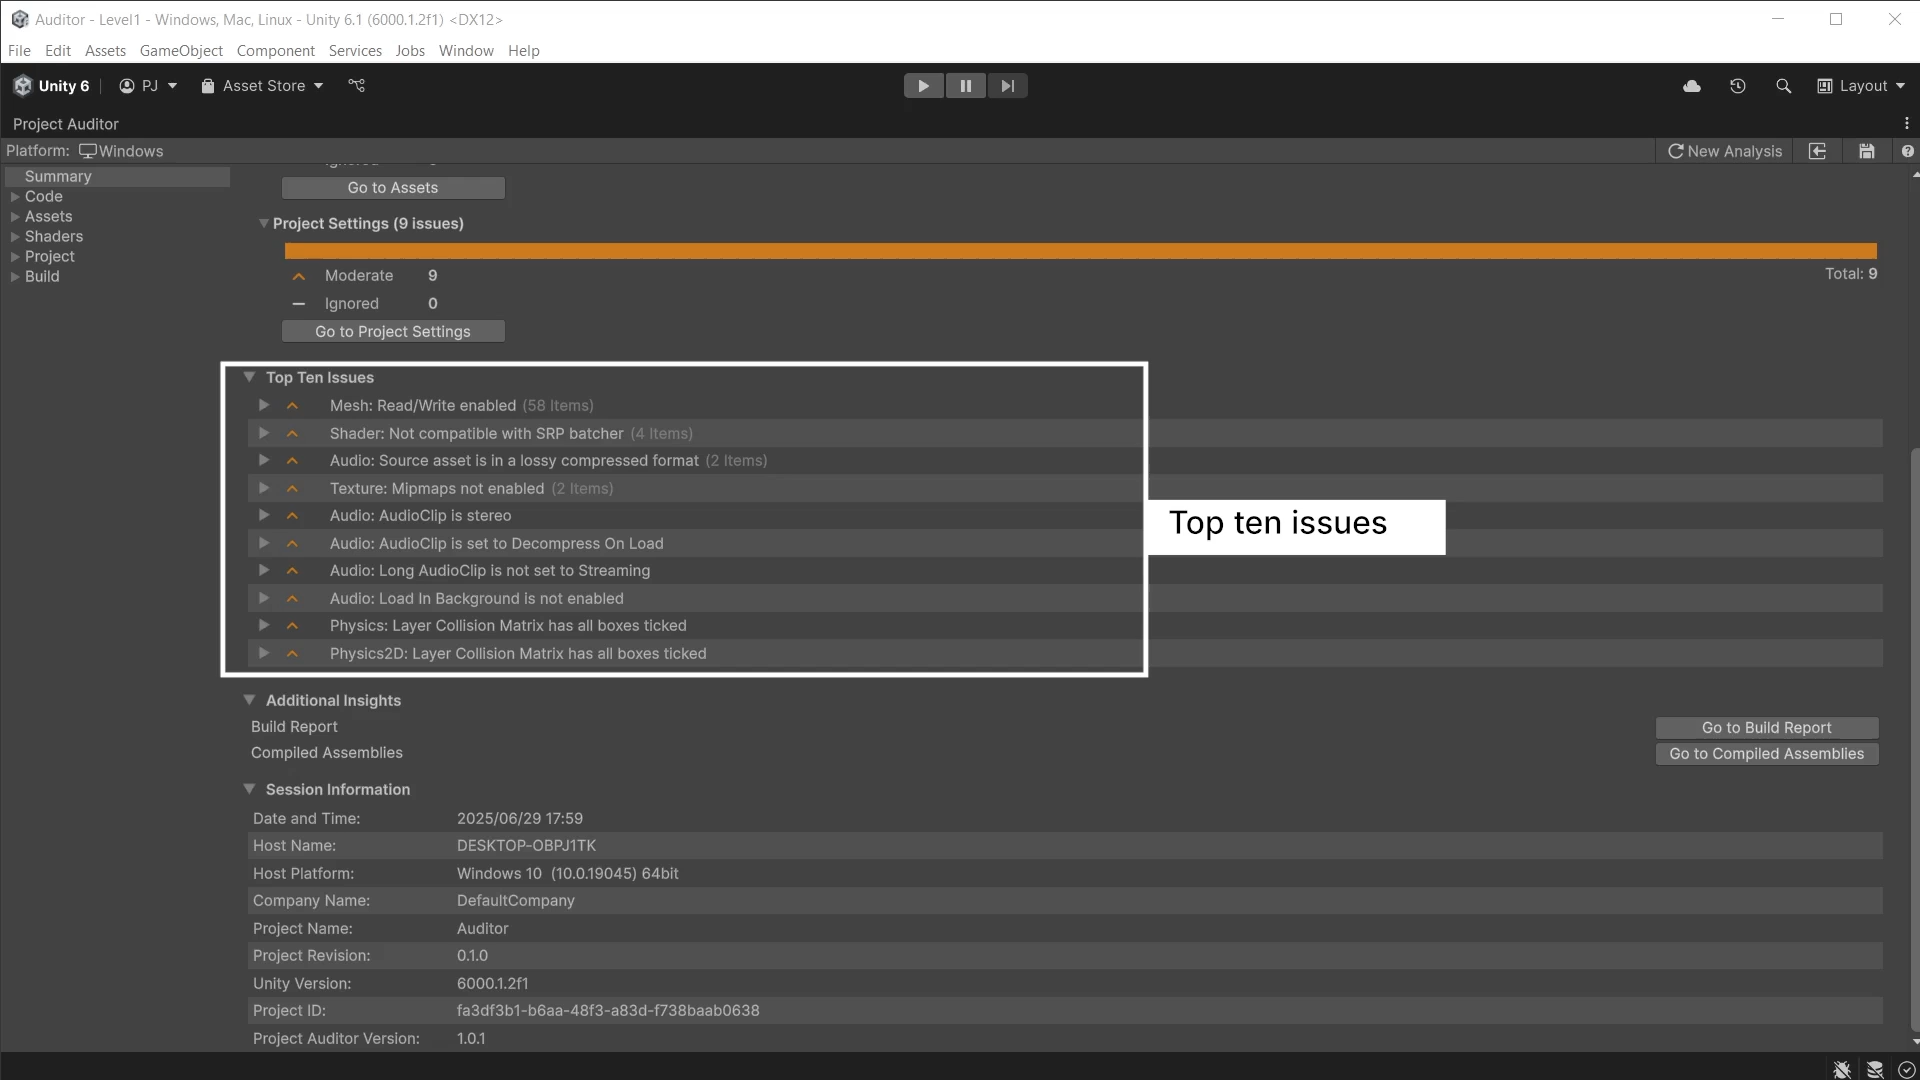 Auditor - Level1 - Windows, Mac, Linux - Unity 6.1 (6000.1.2f1) <DX12>
File Edit Assets GameObject Component Services Jobs Window Help
Unity 6 PJ Asset Store Layout
Project Auditor
Platform: Windows New Analysis
Summary
Code
Assets
Shaders
Project
Build
Go to Assets
Project Settings (9 issues)
Moderate 9
Total: 9
Ignored 0
Go to Project Settings
Top Ten Issues
Mesh: Read/Write enabled (58 Items)
Shader: Not compatible with SRP batcher (4 Items)
Audio: Source asset is in a lossy compressed format (2 Items)
Texture: Mipmaps not enabled (2 Items)
Audio: AudioClip is stereo
Audio: AudioClip is set to Decompress On Load
Audio: Long AudioClip is not set to Streaming
Audio: Load In Background is not enabled
Physics: Layer Collision Matrix has all boxes ticked
Physics2D: Layer Collision Matrix has all boxes ticked
Top ten issues
Additional Insights
Build Report Go to Build Report
Compiled Assemblies Go to Compiled Assemblies
Session Information
Date and Time: 2025/06/29 17:59
Host Name: DESKTOP-OBPJ1TK
Host Platform: Windows 10 (10.0.19045) 64bit
Company Name: DefaultCompany
Project Name: Auditor
Project Revision: 0.1.0
Unity Version: 6000.1.2f1
Project ID: fa3df3b1-b6aa-48f3-a83d-f738baab0638
Project Auditor Version: 1.0.1